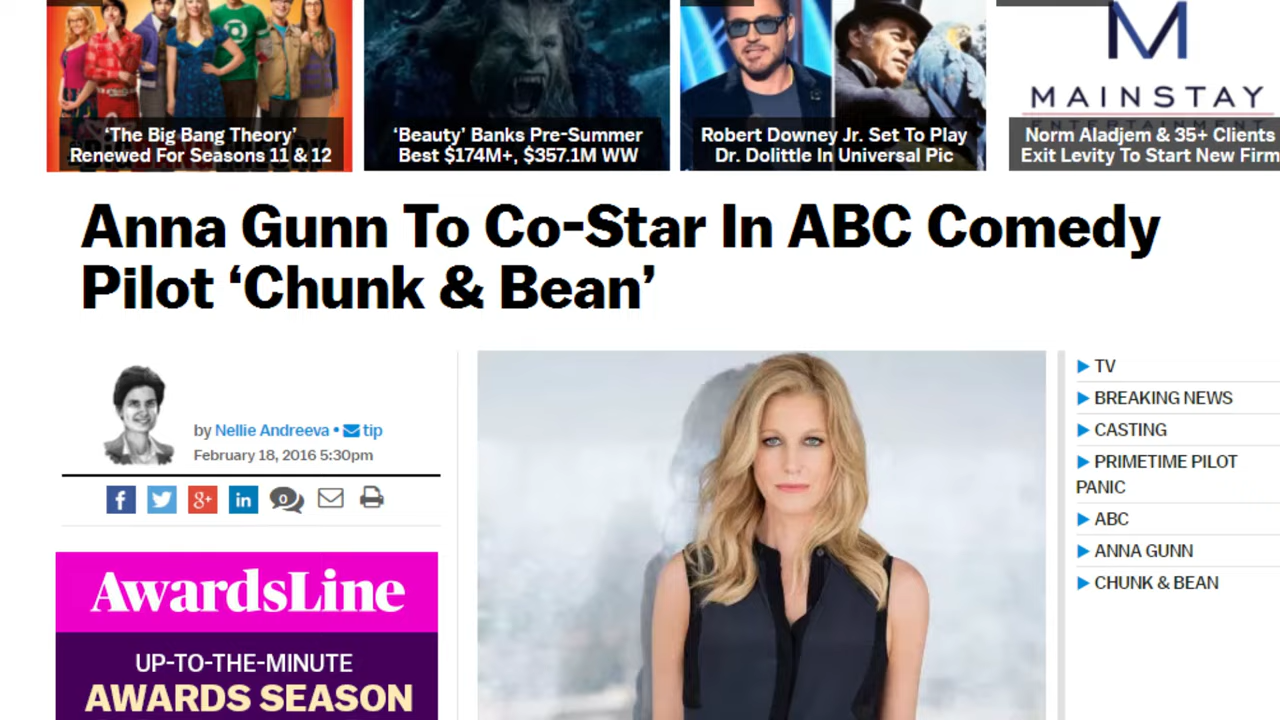 ‘The Big Bang Theory’
Renewed For Seasons 11 & 12
‘Beauty’ Banks Pre-Summer
Best $174M+, $357.1M WW
Robert Downey Jr. Set To Play
Dr. Dolittle In Universal Pic
M
MAINSTAY
ENTERTAINMENT
Norm Aladjem & 35+ Clients
Exit Levity To Start New Firm
Anna Gunn To Co-Star In ABC Comedy
Pilot ‘Chunk & Bean’
by Nellie Andreeva • tip
February 18, 2016 5:30pm
f g+ in 0
AwardsLine
UP-TO-THE-MINUTE
AWARDS SEASON
TV
BREAKING NEWS
CASTING
PRIMETIME PILOT
PANIC
ABC
ANNA GUNN
CHUNK & BEAN